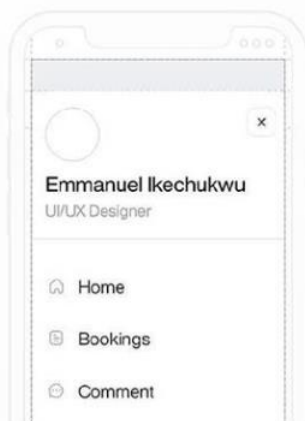 Emmanuel Ikechukwu
UI/UX Designer
Home
Bookings
Comment